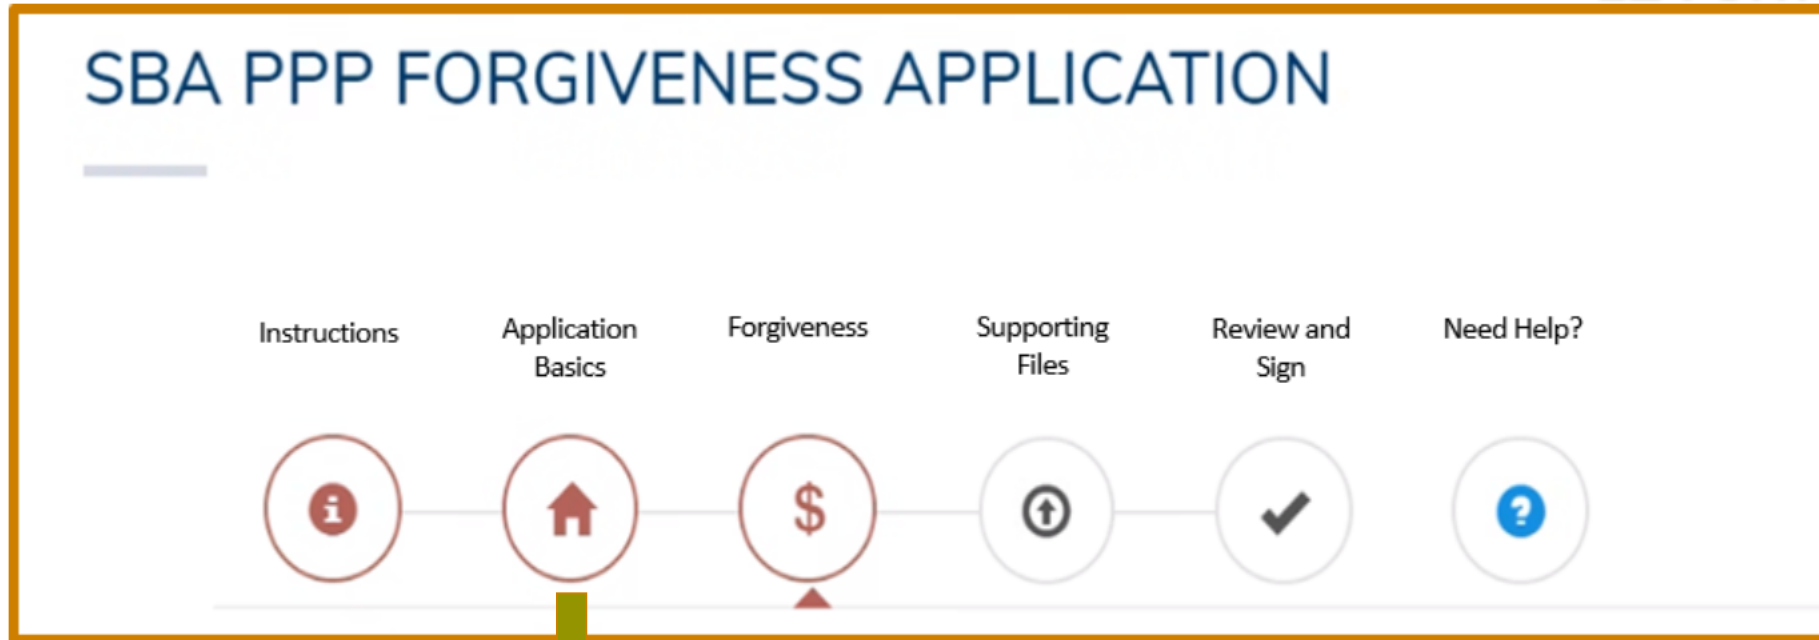 SBA PPP FORGIVENESS APPLICATION
Instructions
Application
Basics
Forgiveness
Supporting
Files
Review and
Sign
Need Help?
i
$
?